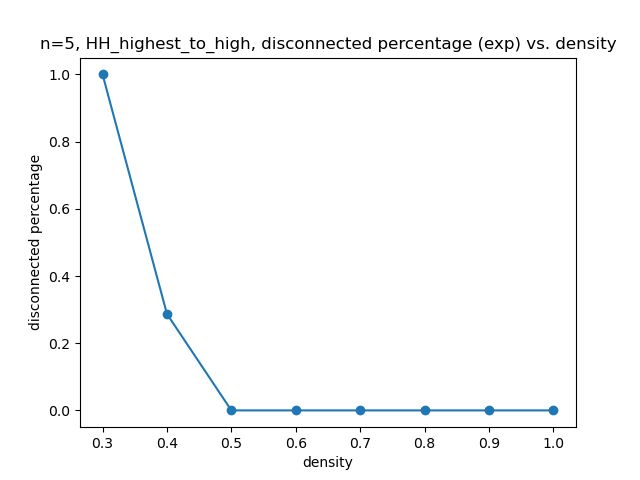 n=5, HH_highest_to_high, disconnected percentage (exp) vs. density
disconnected percentage
1.0
0.8
0.6
0.4
0.2
0.0
0.3 0.4 0.5 0.6 0.7 0.8 0.9 1.0
density